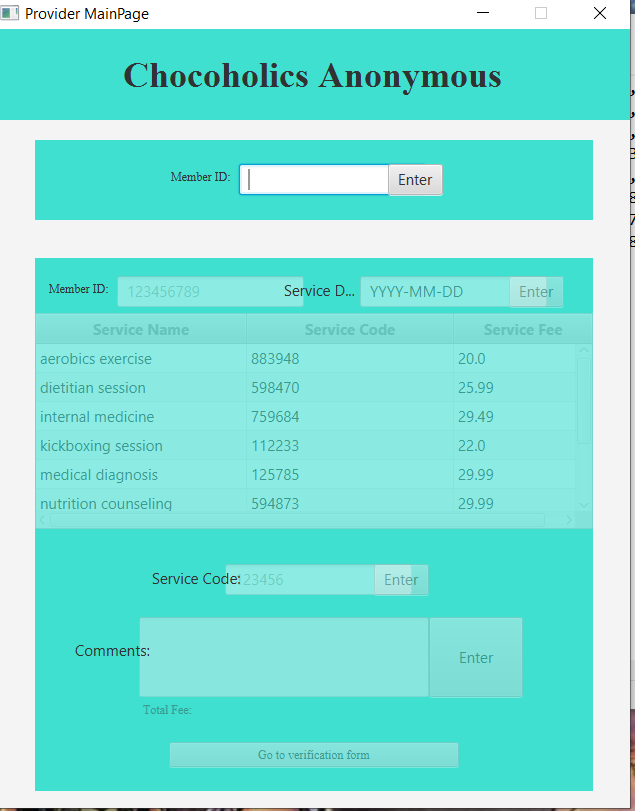 Provider MainPage
Chocoholics Anonymous
Member ID: Enter
Member ID: 123456789 Service D... YYYY-MM-DD Enter
Service Name Service Code Service Fee
aerobics exercise 883948 20.0
dietitian session 598470 25.99
internal medicine 759684 29.49
kickboxing session 112233 22.0
medical diagnosis 125785 29.99
nutrition counseling 594873 29.99
Service Code: 23456 Enter
Comments: Enter
Total Fee:
Go to verification form